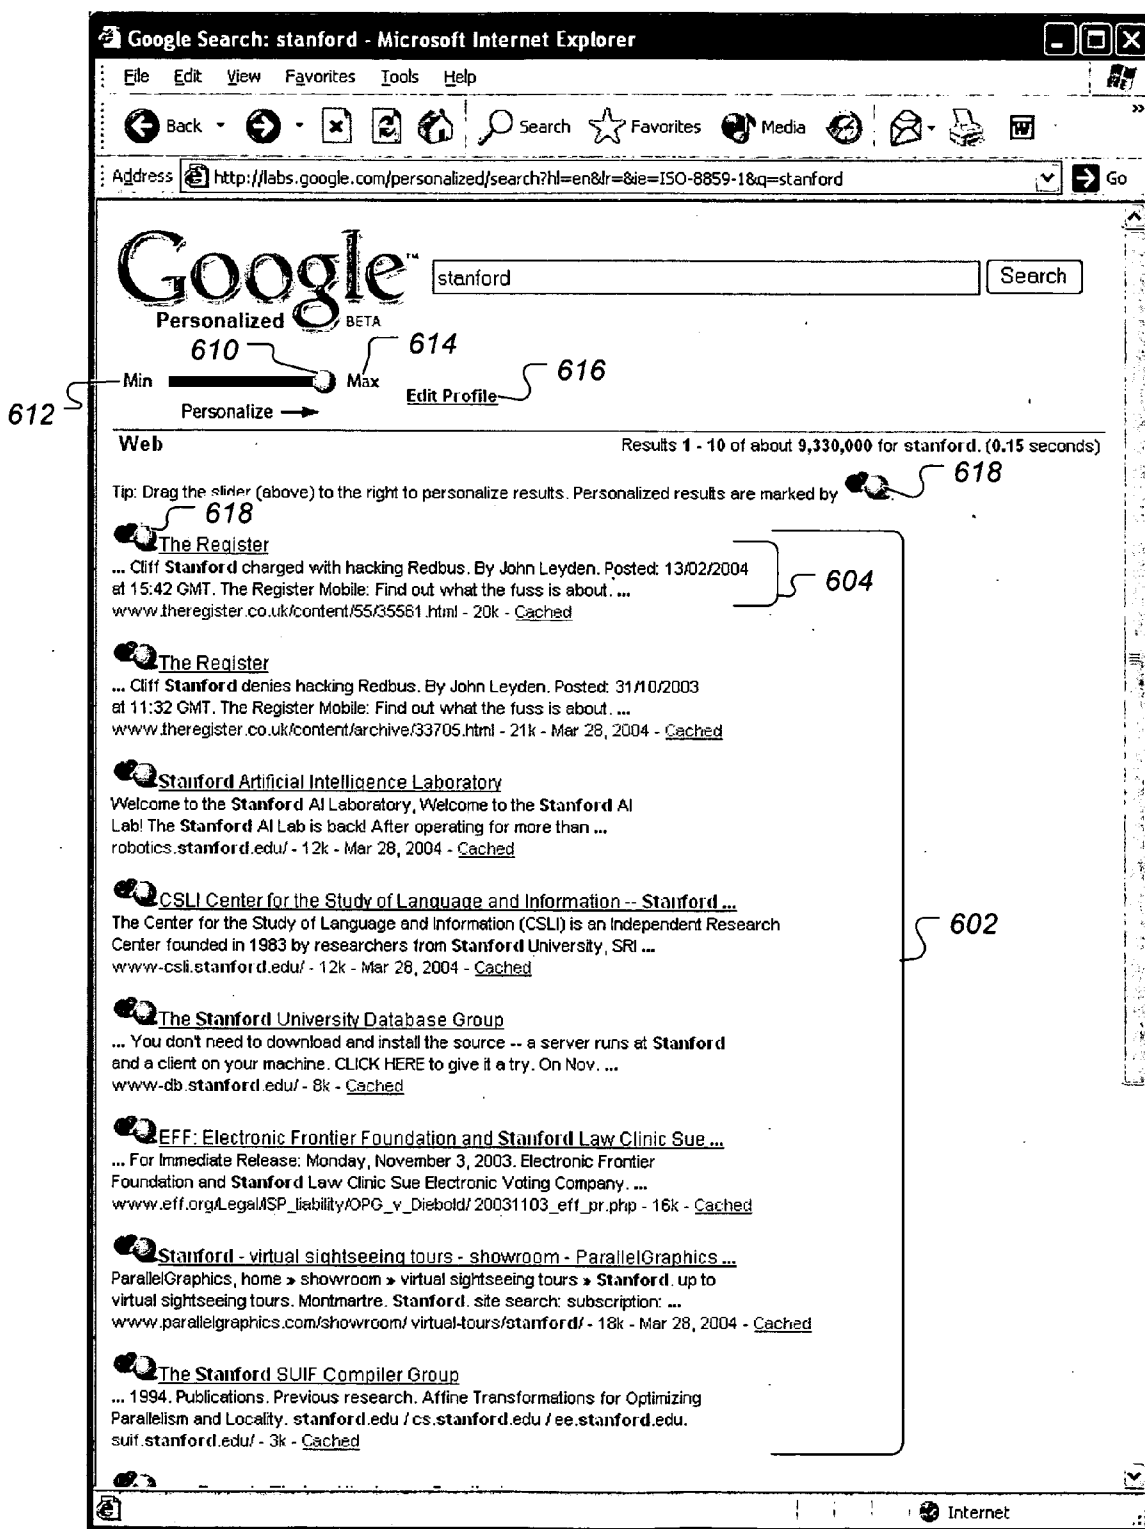 Google Search: stanford - Microsoft Internet Explorer
File Edit View Favorites Tools Help
Back Search Favorites Media
Address http://labs.google.com/personalized/search?hl=en&lr=&ie=ISO-8859-1&q=stanford Go
Google™
stanford Search
Personalized BETA
610 614
Min Max
616
Edit Profile
612
Personalize
Web Results 1 - 10 of about 9,330,000 for stanford. (0.15 seconds)
618
Tip: Drag the slider (above) to the right to personalize results. Personalized results are marked by .
618
The Register
... Cliff Stanford charged with hacking Redbus. By John Leyden. Posted: 13/02/2004
604
at 15:42 GMT. The Register Mobile: Find out what the fuss is about. ...
www.theregister.co.uk/content/55/35561.html - 20k - Cached
The Register
... Cliff Stanford denies hacking Redbus. By John Leyden. Posted: 31/10/2003
at 11:32 GMT. The Register Mobile: Find out what the fuss is about. ...
www.theregister.co.uk/content/archive/33705.html - 21k - Mar 28, 2004 - Cached
Stanford Artificial Intelligence Laboratory
Welcome to the Stanford AI Laboratory, Welcome to the Stanford AI
Lab! The Stanford AI Lab is back! After operating for more than ...
robotics.stanford.edu/ - 12k - Mar 28, 2004 - Cached
CSLI Center for the Study of Language and Information -- Stanford ...
The Center for the Study of Language and Information (CSLI) is an Independent Research
602
Center founded in 1983 by researchers from Stanford University, SRI ...
www-csli.stanford.edu/ - 12k - Mar 28, 2004 - Cached
The Stanford University Database Group
... You don't need to download and install the source -- a server runs at Stanford
and a client on your machine. CLICK HERE to give it a try. On Nov. ...
www-db.stanford.edu/ - 8k - Cached
EFF: Electronic Frontier Foundation and Stanford Law Clinic Sue ...
... For Immediate Release: Monday, November 3, 2003. Electronic Frontier
Foundation and Stanford Law Clinic Sue Electronic Voting Company. ...
www.eff.org/Legal/ISP_liability/OPG_v_Diebold/ 20031103_eff_pr.php - 16k - Cached
Stanford - virtual sightseeing tours - showroom - ParallelGraphics ...
ParallelGraphics, home » showroom » virtual sightseeing tours » Stanford. up to
virtual sightseeing tours. Montmartre. Stanford. site search: subscription: ...
www.parallelgraphics.com/showroom/ virtual-tours/stanford/ - 18k - Mar 28, 2004 - Cached
The Stanford SUIF Compiler Group
... 1994. Publications. Previous research. Affine Transformations for Optimizing
Parallelism and Locality. stanford.edu / cs.stanford.edu / ee.stanford.edu.
suif.stanford.edu/ - 3k - Cached
Internet